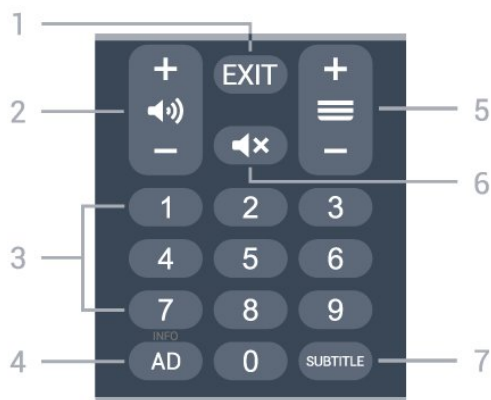 1
+ EXIT +
2 5
− −
6
1 2 3
3
4 5 6
7 8 9
INFO
4 AD 0 SUBTITLE 7